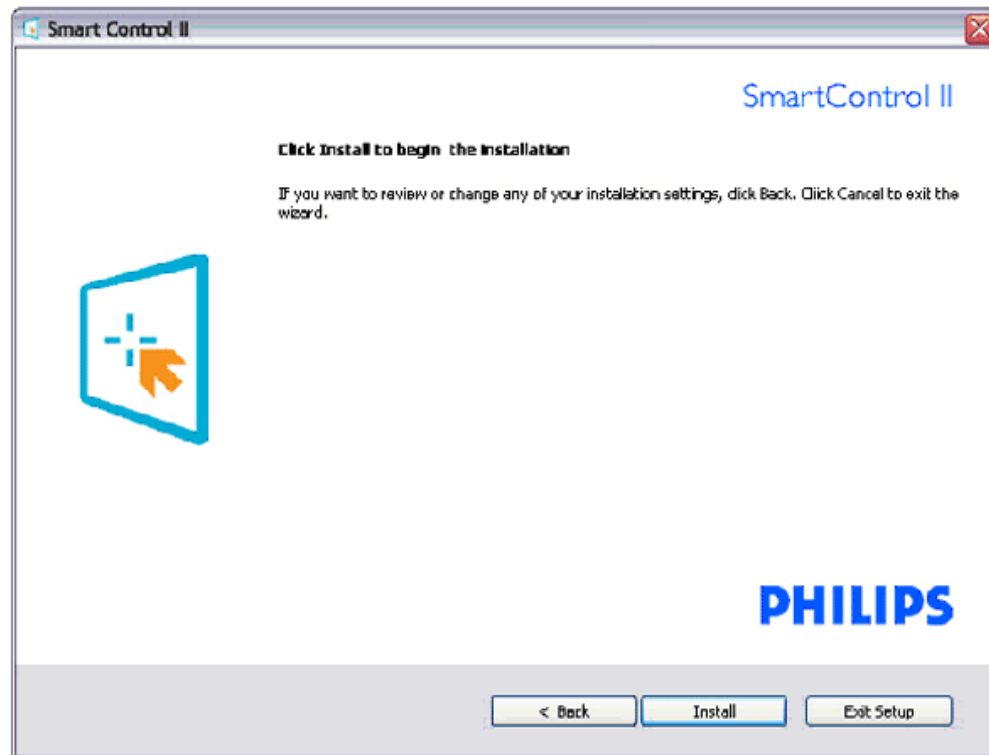 Smart Control II
SmartControl II
Click Install to begin the installation
If you want to review or change any of your installation settings, click Back. Click Cancel to exit the
wizard.
PHILIPS
< Back
Install
Exit Setup